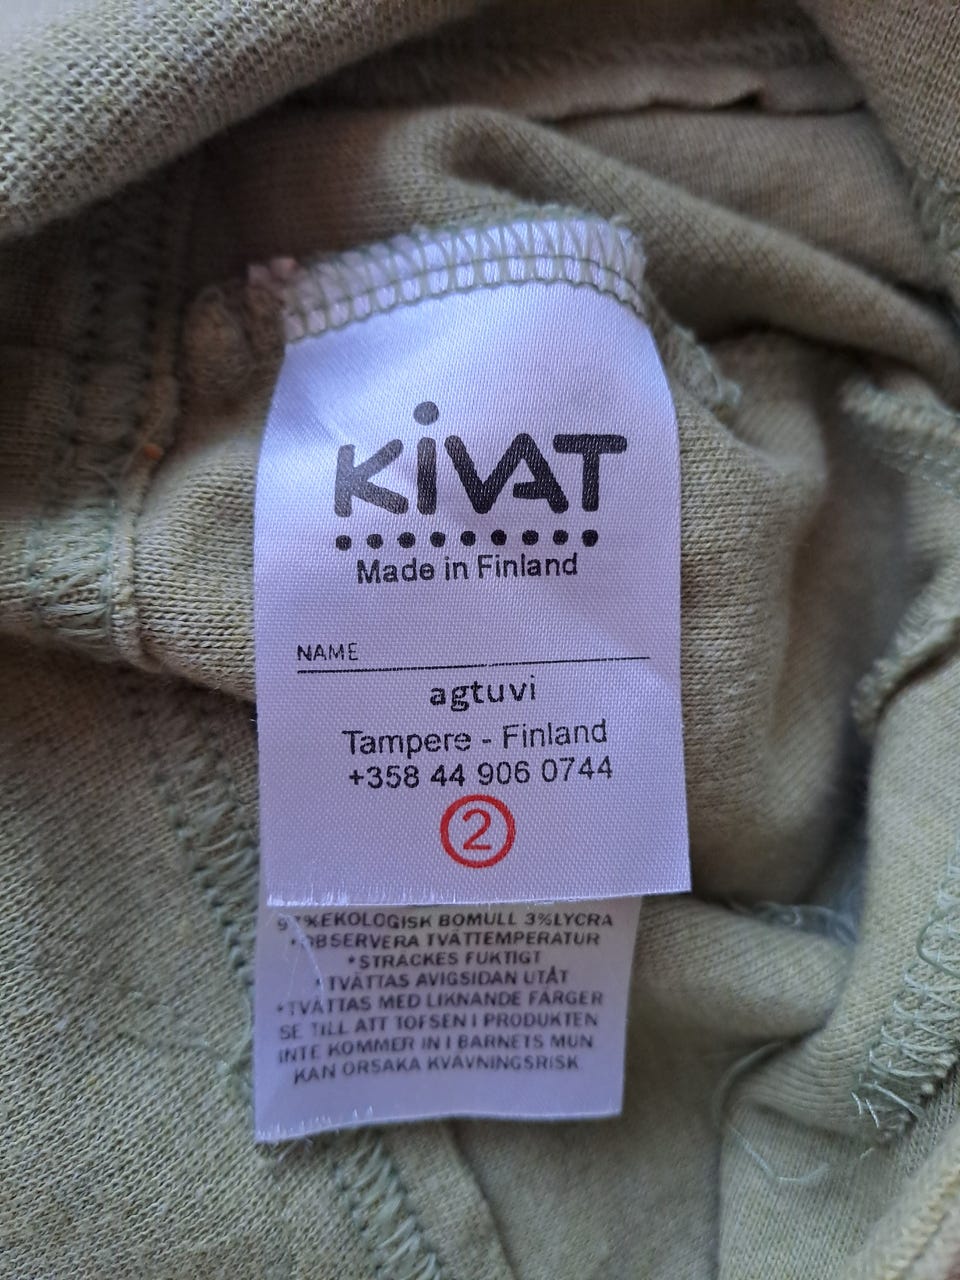 KiVAT
Made in Finland
NAME
agtuvi
Tampere - Finland
+358 44 906 0744
2
97%EKOLOGISK BOMULL 3%LYCRA
•OBSERVERA TVÄTTEMPERATUR
•STRÄCKES FUKTIGT
•TVÄTTAS AVIGSIDAN UTÅT
•TVÄTTAS MED LIKNANDE FÄRGER
SE TILL ATT TOFSEN I PRODUKTEN
INTE KOMMER IN I BARNETS MUN
KAN ORSAKA KVÄVNINGSRISK.